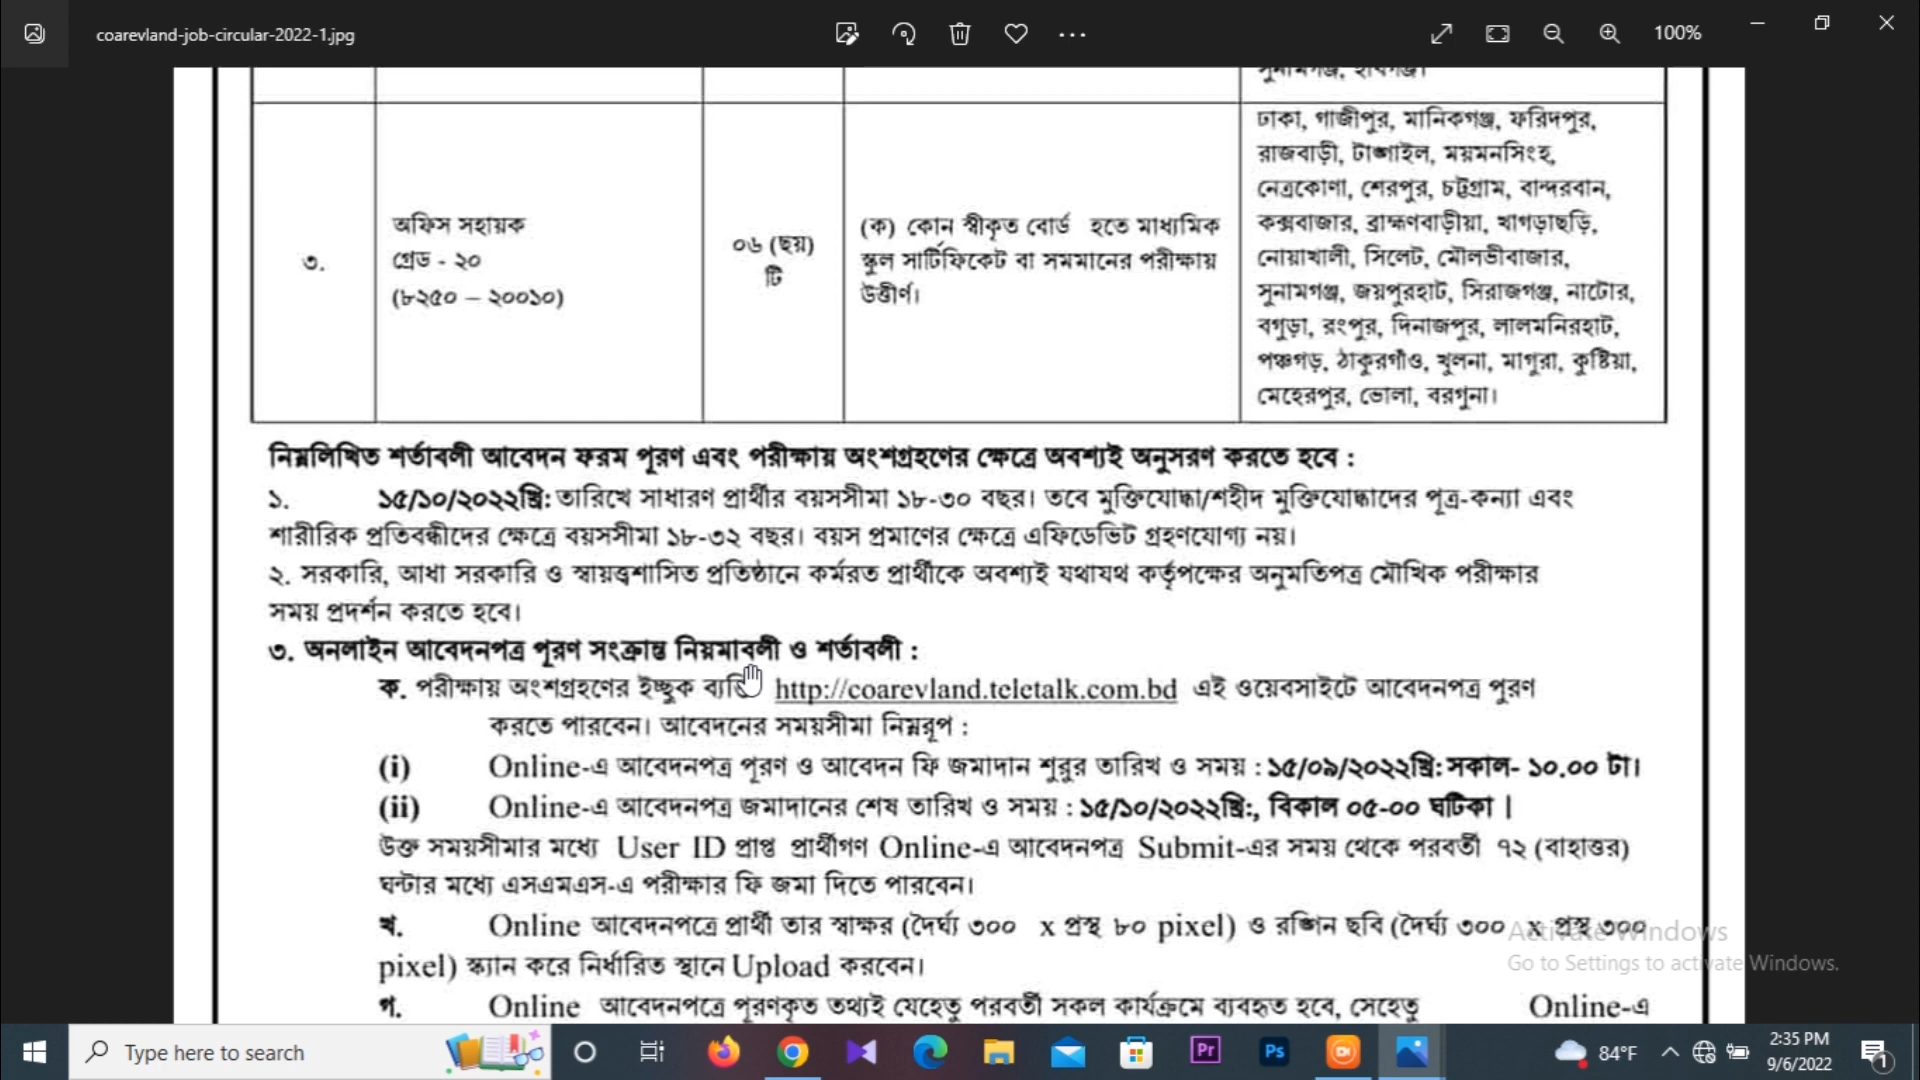 coarevland-job-circular-2022-1.jpg
100%
সুনামগঞ্জ, হবিগঞ্জ।
৩.
অফিস সহায়ক
গ্রেড - ২০
(৮২৫০ – ২০০১০)
০৬ (ছয়)
টি
(ক) কোন স্বীকৃত বোর্ড হতে মাধ্যমিক
স্কুল সার্টিফিকেট বা সমমানের পরীক্ষায়
উত্তীর্ণ।
ঢাকা, গাজীপুর, মানিকগঞ্জ, ফরিদপুর,
রাজবাড়ী, টাঙ্গাইল, ময়মনসিংহ,
নেত্রকোণা, শেরপুর, চট্টগ্রাম, বান্দরবান,
কক্সবাজার, ব্রাহ্মণবাড়ীয়া, খাগড়াছড়ি,
নোয়াখালী, সিলেট, মৌলভীবাজার,
সুনামগঞ্জ, জয়পুরহাট, সিরাজগঞ্জ, নাটোর,
বগুড়া, রংপুর, দিনাজপুর, লালমনিরহাট,
পঞ্চগড়, ঠাকুরগাঁও, খুলনা, মাগুরা, কুষ্টিয়া,
মেহেরপুর, ভোলা, বরগুনা।
নিম্নলিখিত শর্তাবলী আবেদন ফরম পূরণ এবং পরীক্ষায় অংশগ্রহণের ক্ষেত্রে অবশ্যই অনুসরণ করতে হবে :
১. ১৫/১০/২০২২খ্রি: তারিখে সাধারণ প্রার্থীর বয়সসীমা ১৮-৩০ বছর। তবে মুক্তিযোদ্ধা/শহীদ মুক্তিযোদ্ধাদের পূত্র-কন্যা এবং
শারীরিক প্রতিবন্ধীদের ক্ষেত্রে বয়সসীমা ১৮-৩২ বছর। বয়স প্রমাণের ক্ষেত্রে এফিডেভিট গ্রহণযোগ্য নয়।
২. সরকারি, আধা সরকারি ও স্বায়ত্ত্বশাসিত প্রতিষ্ঠানে কর্মরত প্রার্থীকে অবশ্যই যথাযথ কর্তৃপক্ষের অনুমতিপত্র মৌখিক পরীক্ষার
সময় প্রদর্শন করতে হবে।
৩. অনলাইন আবেদনপত্র পূরণ সংক্রান্ত নিয়মাবলী ও শর্তাবলী :
ক. পরীক্ষায় অংশগ্রহণের ইচ্ছুক http://coarevland.teletalk.com.bd এই ওয়েবসাইটে আবেদনপত্র পুরণ
করতে পারবেন। আবেদনের সময়সীমা নিম্নরূপ :
(i) Online-এ আবেদনপত্র পূরণ ও আবেদন ফি জমাদান শুরুর তারিখ ও সময় : ১৫/০৯/২০২২খ্রি: সকাল- ১০.০০ টা।
(ii) Online-এ আবেদনপত্র জমাদানের শেষ তারিখ ও সময় : ১৫/১০/২০২২খ্রি:, বিকাল ০৫-০০ ঘটিকা |
উক্ত সময়সীমার মধ্যে User ID প্রাপ্ত প্রার্থীগণ Online-এ আবেদনপত্র Submit-এর সময় থেকে পরবর্তী ৭২ (বাহাত্তর)
ঘন্টার মধ্যে এসএমএস-এ পরীক্ষার ফি জমা দিতে পারবেন।
খ. Online আবেদনপত্রে প্রার্থী তার স্বাক্ষর (দৈর্ঘ্য ৩০০ x প্রস্থ ৮০ pixel) ও রঙ্গিন ছবি (দৈর্ঘ্য ৩০০ x প্রস্থ ৩০০
pixel) স্ক্যান করে নির্ধারিত স্থানে Upload করবেন।
গ. Online আবেদনপত্রে পূরণকৃত তথ্যই যেহেতু পরবর্তী সকল কার্যক্রমে ব্যবহৃত হবে, সেহেতু Online-এ
Activate Windows
Go to Settings to activate Windows.
Type here to search
Pr
Ps
84°F
2:35 PM
9/6/2022
1